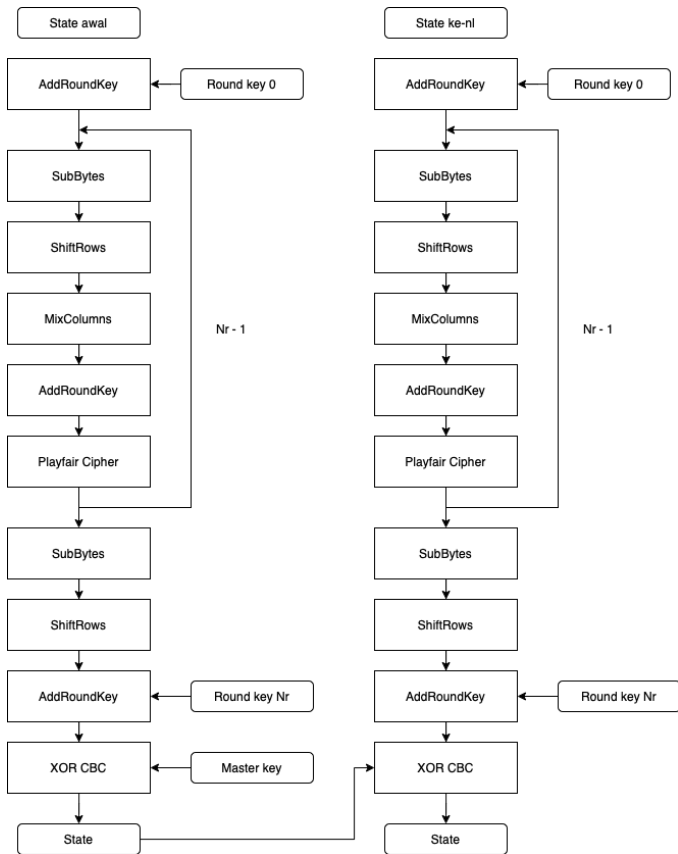 State awal
AddRoundKey
Round key 0
SubBytes
ShiftRows
MixColumns
Nr - 1
AddRoundKey
Playfair Cipher
SubBytes
ShiftRows
AddRoundKey
Round key Nr
XOR CBC
Master key
State
State ke-nl
AddRoundKey
Round key 0
SubBytes
ShiftRows
MixColumns
Nr - 1
AddRoundKey
Playfair Cipher
SubBytes
ShiftRows
AddRoundKey
Round key Nr
XOR CBC
State